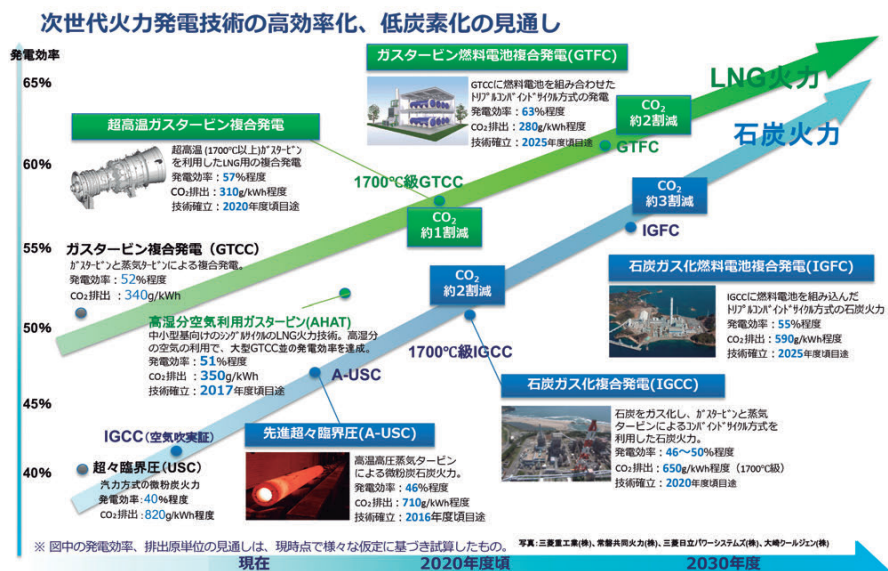 次世代火力発電技術の高効率化、低炭素化の見通し
発電効率
65%
60%
55%
50%
45%
40%
ガスタービン燃料電池複合発電(GTFC)
GTCCに燃料電池を組み合わせた
ﾄﾘﾌﾟﾙｺﾝﾊﾞｲﾝﾄﾞｻｲｸﾙ方式の発電
発電効率：63%程度
CO₂排出：280g/kWh程度
技術確立：2025年度頃目途
LNG火力
CO₂
約2割減
GTFC
石炭火力
超高温ガスタービン複合発電
超高温(1700℃以上)ｶﾞｽﾀｰﾋﾞﾝ
を利用したLNG用の複合発電
発電効率：57%程度
CO₂排出：310g/kWh程度
技術確立：2020年度頃目途
1700℃級GTCC
CO₂
約1割減
CO₂
約3割減
IGFC
ガスタービン複合発電（GTCC）
ｶﾞｽﾀｰﾋﾞﾝと蒸気ﾀｰﾋﾞﾝによる複合発電。
発電効率：52%程度
CO₂排出：340g/kWh
CO₂
約2割減
石炭ガス化燃料電池複合発電(IGFC)
IGCCに燃料電池を組み込んだ
ﾄﾘﾌﾟﾙｺﾝﾊﾞｲﾝﾄﾞｻｲｸﾙ方式の石炭火力
発電効率：55%程度
CO₂排出：590g/kWh程度
技術確立：2025年度頃目途
高湿分空気利用ガスタービン(AHAT)
中小型基向けのｼﾝｸﾞﾙｻｲｸﾙのLNG火力技術。高湿分
の空気の利用で、大型GTCC並の発電効率を達成。
発電効率：51%程度
CO₂排出：350g/kWh
技術確立：2017年度頃目途
1700℃級IGCC
A-USC
石炭ガス化複合発電(IGCC)
石炭をガス化し、ｶﾞｽﾀｰﾋﾞﾝと蒸気
タービンによるｺﾝﾊﾞｲﾝﾄﾞｻｲｸﾙ方式を
利用した石炭火力。
発電効率：46～50%程度
CO₂排出：650g/kWh程度（1700℃級）
技術確立：2020年度頃目途
IGCC(空気吹実証)
先進超々臨界圧(A-USC)
高温高圧蒸気タービン
による微粉炭石炭火力。
発電効率：46%程度
CO₂排出：710g/kWh程度
技術確立：2016年度頃目途
超々臨界圧(USC)
汽力方式の微粉炭火力
発電効率：40%程度
CO₂排出：820g/kWh程度
※ 図中の発電効率、排出原単位の見通しは、現時点で様々な仮定に基づき試算したもの。
写真：三菱重工業(株)、常磐共同火力(株)、三菱日立パワーシステムズ(株)、大崎クールジェン(株)
現在
2020年度頃
2030年度